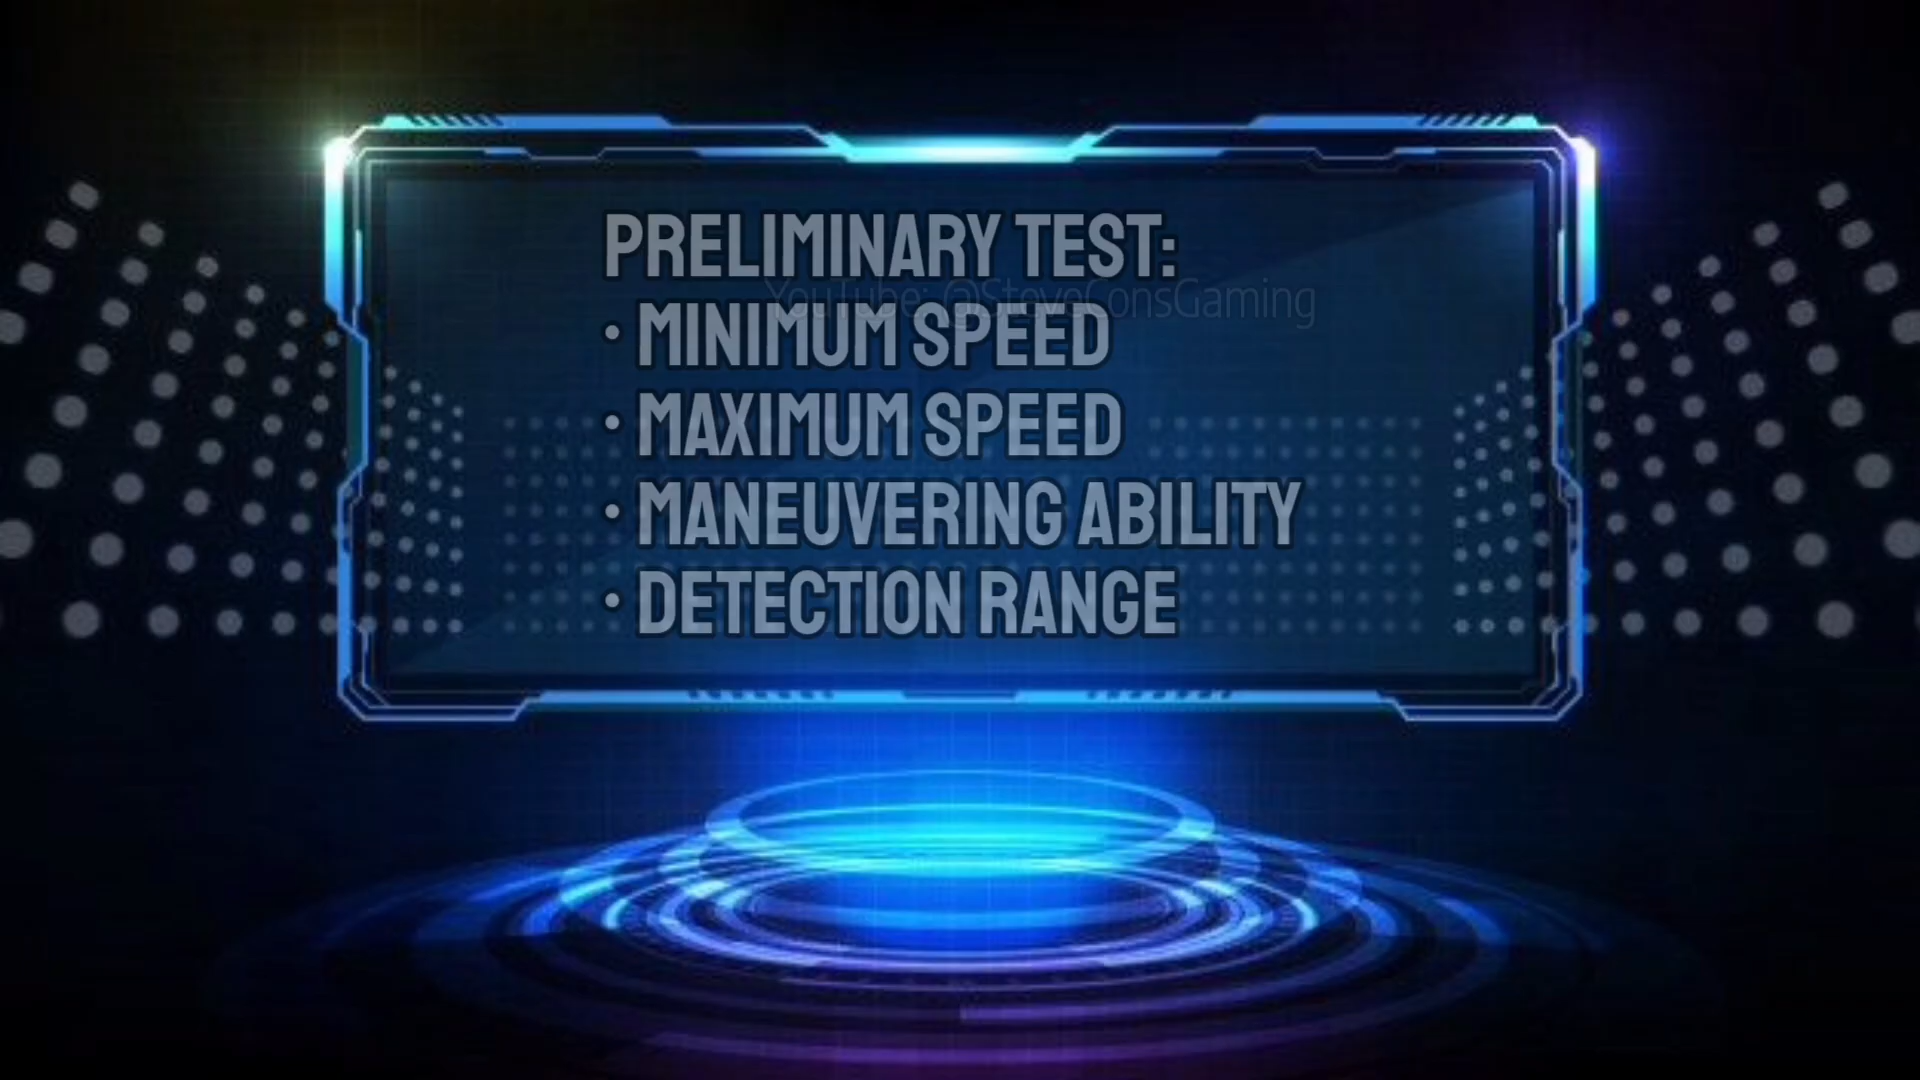 PRELIMINARY TEST:
YouTube: @SteveConsGaming
• MINIMUM SPEED
• MAXIMUM SPEED
• MANEUVERING ABILITY
• DETECTION RANGE